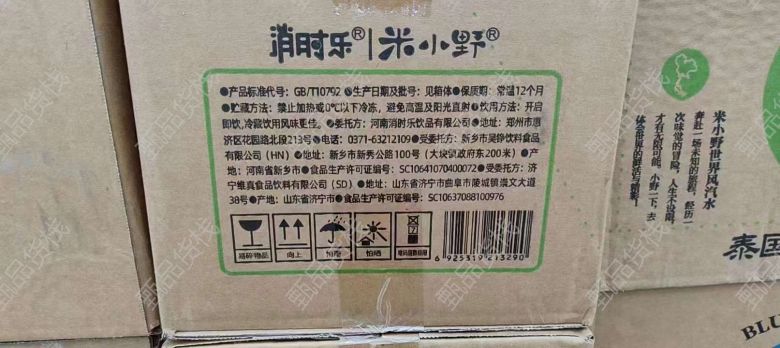 消时乐®|米小野®
●产品标准代号：GB/T10792 ●生产日期及批号：见箱体●保质期：常温12个月
●贮藏方法：禁止加热或0℃以下冷冻，避免高温及阳光直射●饮用方法：开启
即饮,冷藏饮用风味更佳。●委托方：河南消时乐饮品有限公司●地址：郑州市惠
济区花园路北段213号●电话：0371-63212109●受委托方：新乡市昊铮饮料食品
有限公司（HN）●地址：新乡市新秀公路100号（大块镇政府东200米）●产
地：河南省新乡市●食品生产许可证编号：SC10641070400072●受委托方：济
宁维真食品饮料有限公司（SD）●地址：山东省济宁市曲阜市陵城镇崇文大道
38号●产地：山东省济宁市●食品生产许可证编号：SC10637088100976
易碎物品
向上
怕雨
怕晒
6 925319 213290
米小野世界风汽水
奔赴一场未知的旅程，经历一
次味觉的冒险，人生不设限，
才有无限可能。小野一下，去
体会世界的鲜活与精彩！
泰国
BLU
甄品货栈